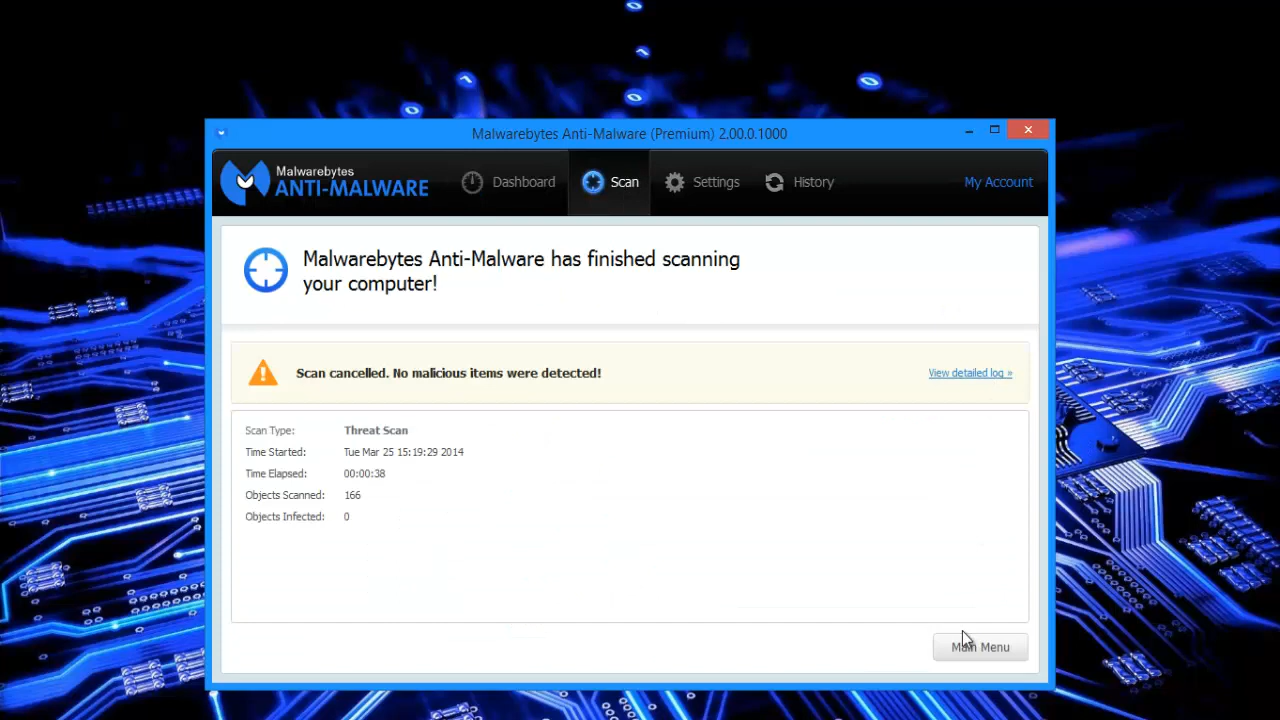 Malwarebytes Anti-Malware (Premium) 2.00.0.1000
Malwarebytes
ANTI-MALWARE
Dashboard
Scan
Settings
History
My Account
Malwarebytes Anti-Malware has finished scanning
your computer!
Scan cancelled. No malicious items were detected!
View detailed log »
Scan Type: Threat Scan
Time Started: Tue Mar 25 15:19:29 2014
Time Elapsed: 00:00:38
Objects Scanned: 166
Objects Infected: 0
Main Menu